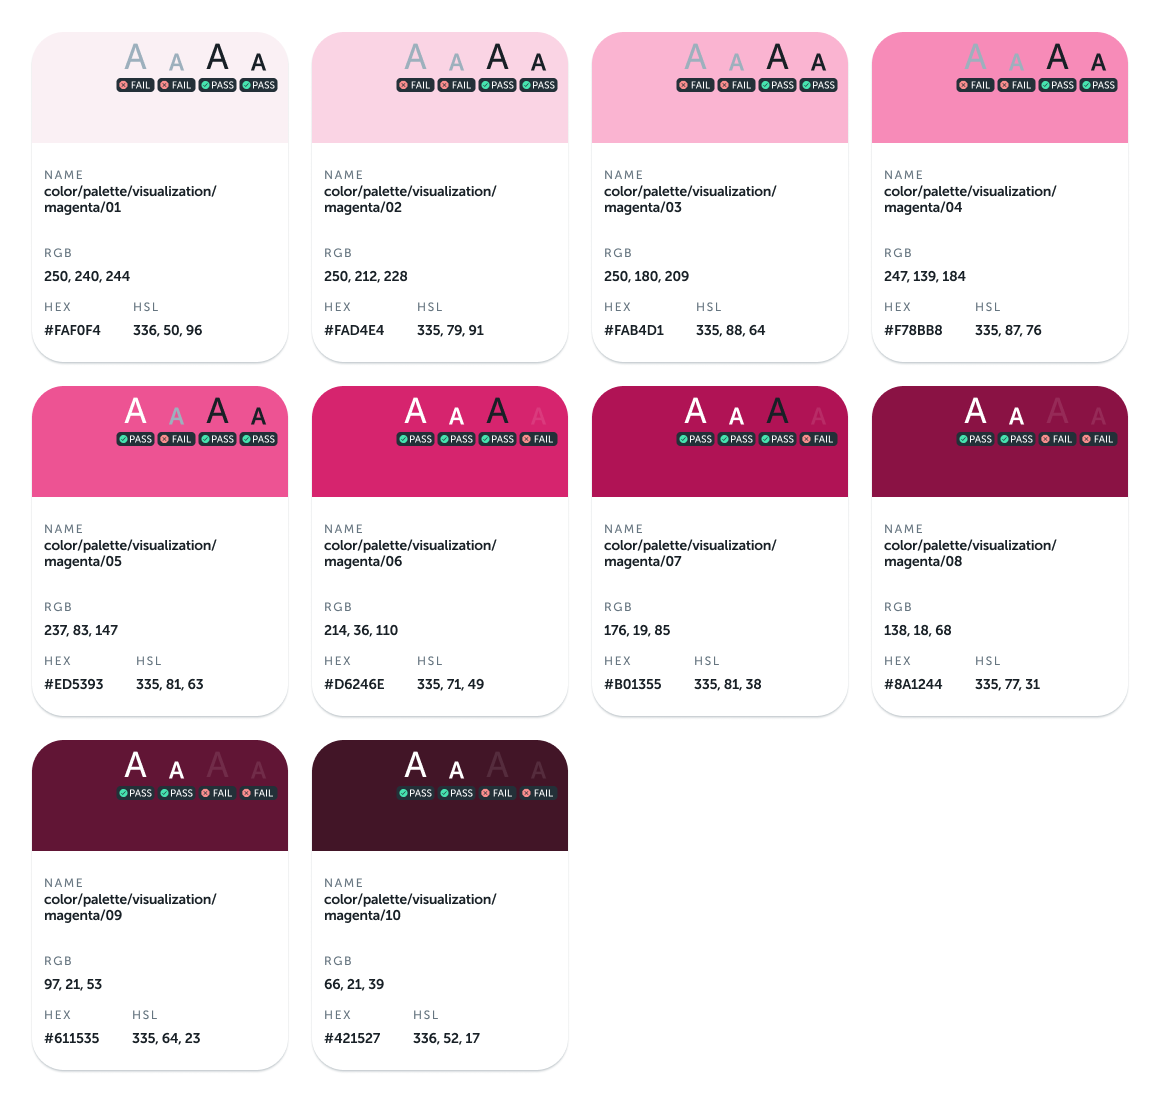 A A A A
FAIL FAIL PASS PASS
NAME
color/palette/visualization/
magenta/01
RGB
250, 240, 244
HEX HSL
#FAF0F4 336, 50, 96
A A A A
FAIL FAIL PASS PASS
NAME
color/palette/visualization/
magenta/02
RGB
250, 212, 228
HEX HSL
#FAD4E4 335, 79, 91
A A A A
FAIL FAIL PASS PASS
NAME
color/palette/visualization/
magenta/03
RGB
250, 180, 209
HEX HSL
#FAB4D1 335, 88, 64
A A A A
FAIL FAIL PASS PASS
NAME
color/palette/visualization/
magenta/04
RGB
247, 139, 184
HEX HSL
#F78BB8 335, 87, 76
A A A A
PASS FAIL PASS PASS
NAME
color/palette/visualization/
magenta/05
RGB
237, 83, 147
HEX HSL
#ED5393 335, 81, 63
A A A A
PASS PASS PASS FAIL
NAME
color/palette/visualization/
magenta/06
RGB
214, 36, 110
HEX HSL
#D6246E 335, 71, 49
A A A A
PASS PASS PASS FAIL
NAME
color/palette/visualization/
magenta/07
RGB
176, 19, 85
HEX HSL
#B01355 335, 81, 38
A A A A
PASS PASS FAIL FAIL
NAME
color/palette/visualization/
magenta/08
RGB
138, 18, 68
HEX HSL
#8A1244 335, 77, 31
A A A A
PASS PASS FAIL FAIL
NAME
color/palette/visualization/
magenta/09
RGB
97, 21, 53
HEX HSL
#611535 335, 64, 23
A A A A
PASS PASS FAIL FAIL
NAME
color/palette/visualization/
magenta/10
RGB
66, 21, 39
HEX HSL
#421527 336, 52, 17